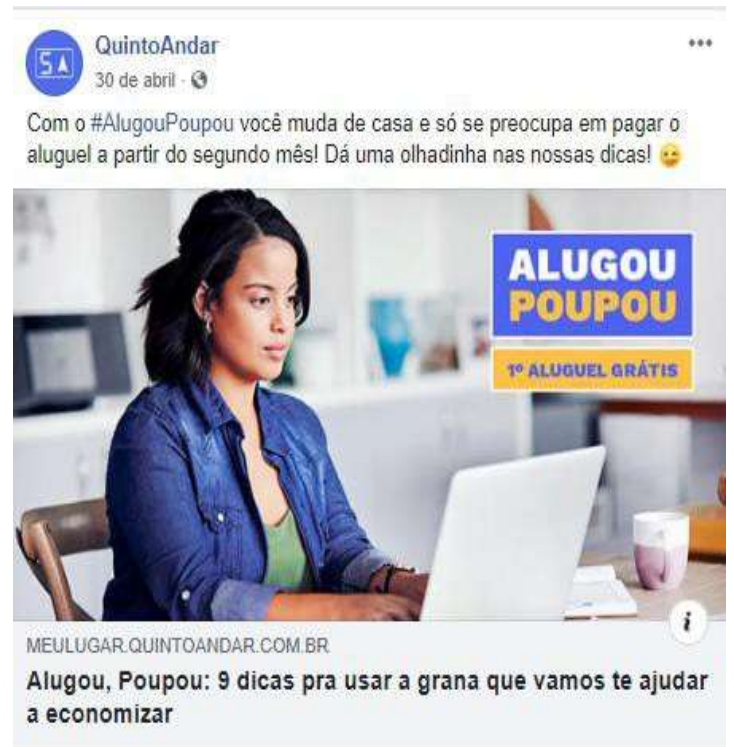 QuintoAndar
30 de abril ·
Com o #AlugouPoupou você muda de casa e só se preocupa em pagar o
aluguel a partir do segundo mês! Dá uma olhadinha nas nossas dicas!
ALUGOU
POUPOU
1º ALUGUEL GRÁTIS
i
MEULUGAR.QUINTOANDAR.COM.BR
Alugou, Poupou: 9 dicas pra usar a grana que vamos te ajudar
a economizar